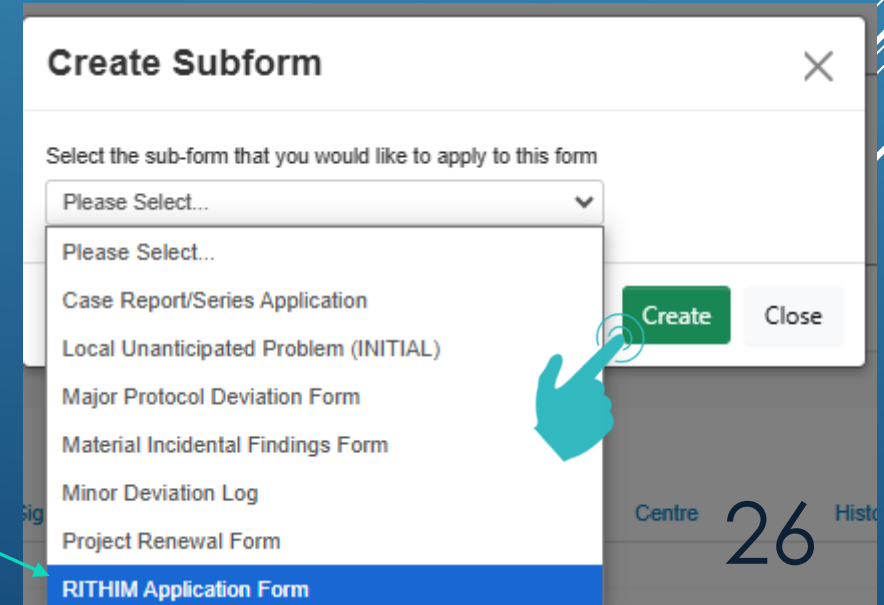 Create Subform
Select the sub-form that you would like to apply to this form
Please Select...
Please Select...
Case Report/Series Application
Local Unanticipated Problem (INITIAL)
Create Close
Major Protocol Deviation Form
Material Incidental Findings Form
Minor Deviation Log
Centre
26
Project Renewal Form
RITHIM Application Form